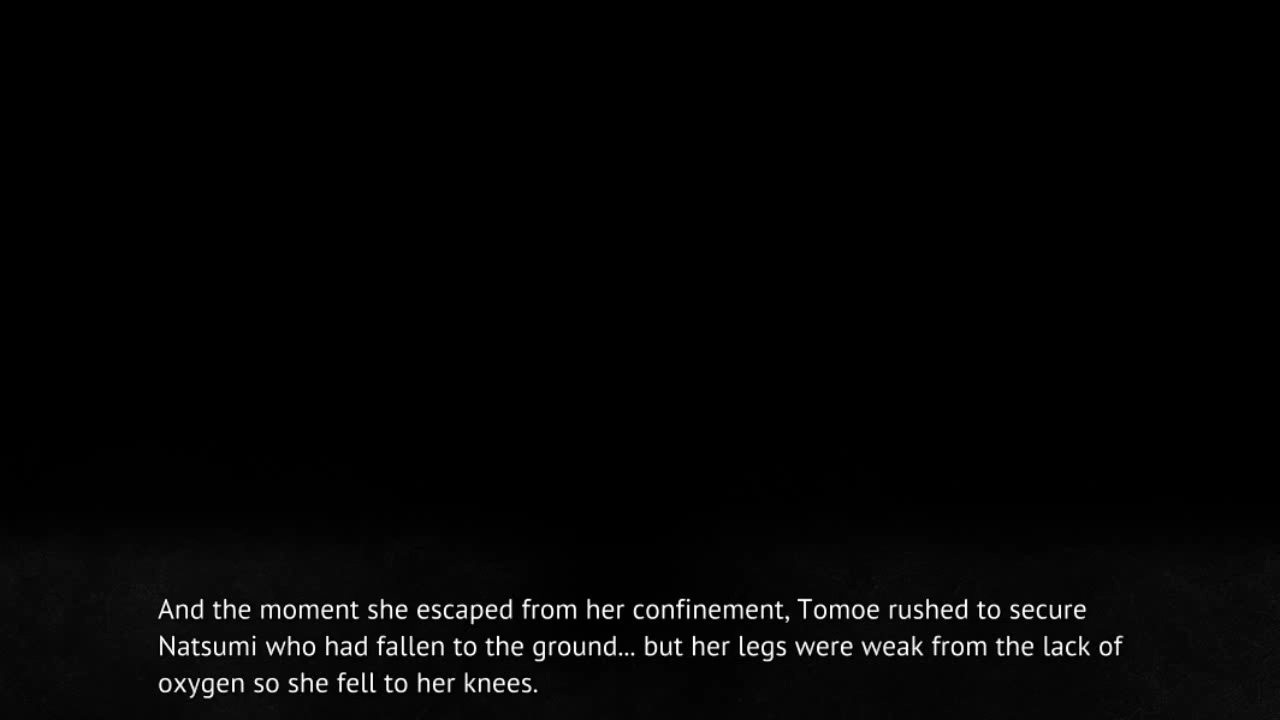 And the moment she escaped from her confinement, Tomoe rushed to secure
Natsumi who had fallen to the ground... but her legs were weak from the lack of
oxygen so she fell to her knees.